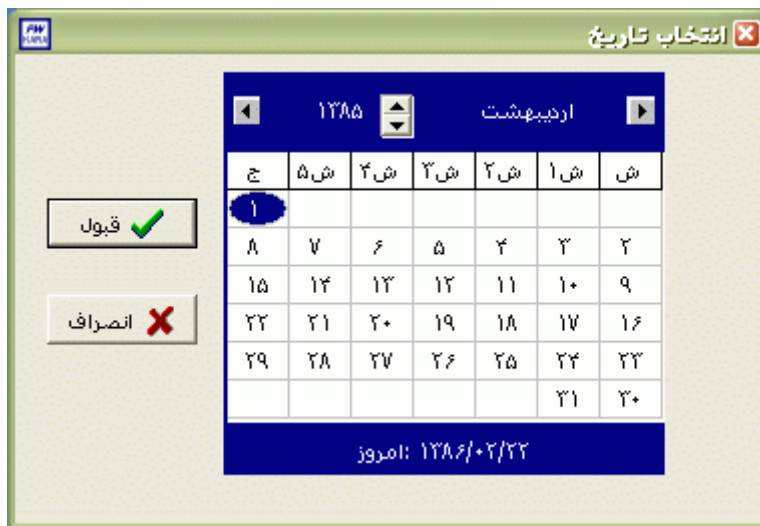 انتخاب تاریخ
اردیبهشت ۱۳۸۵
ش ش۱ ش۲ ش۳ ش۴ ش۵ ج
۱
۲ ۳ ۴ ۵ ۶ ۷ ۸
۹ ۱۰ ۱۱ ۱۲ ۱۳ ۱۴ ۱۵
۱۶ ۱۷ ۱۸ ۱۹ ۲۰ ۲۱ ۲۲
۲۳ ۲۴ ۲۵ ۲۶ ۲۷ ۲۸ ۲۹
۳۰ ۳۱
۱۳۸۶/۰۲/۲۲ :امروز
قبول
انصراف